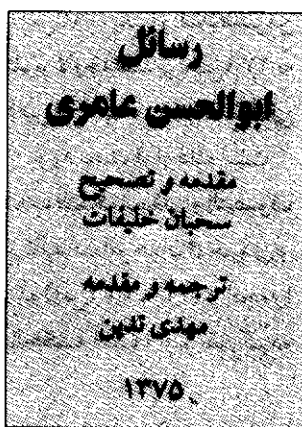 رسائل
ابوالحسن عامری
مقدمه و تصحیح
سحبان خلیفات
ترجمه و مقدمه
مهدی تدین
۱۳۷۵